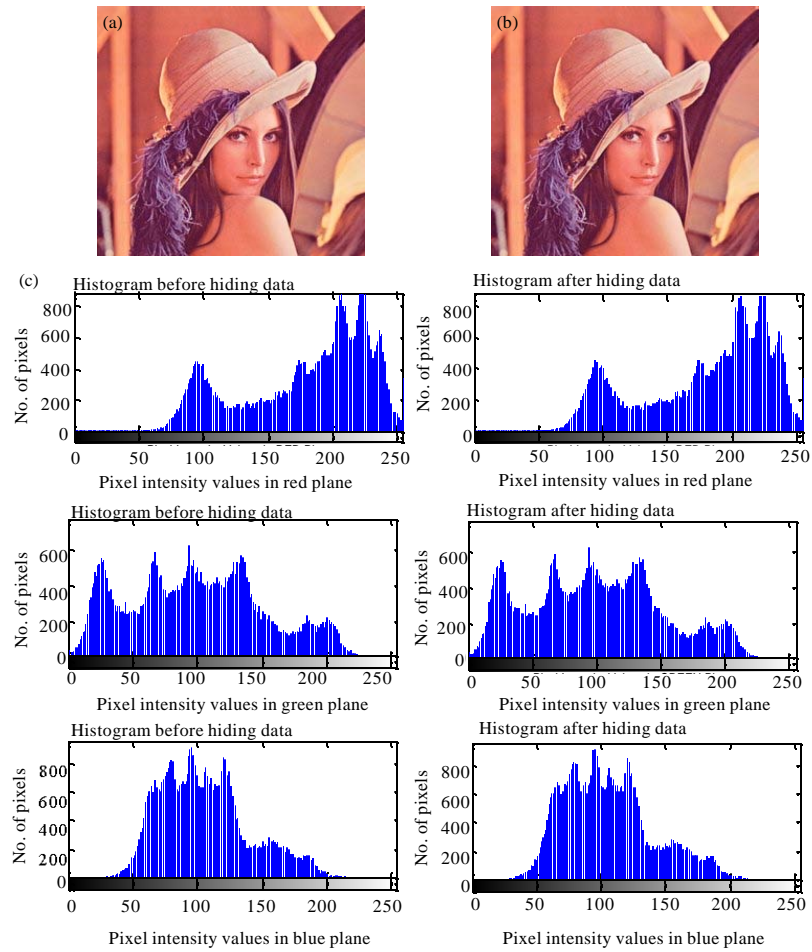 (a)
(b)
(c)
Histogram before hiding data
No. of pixels
800
600
400
200
0
0 50 100 150 200 250
Pixel intensity values in red plane
Histogram after hiding data
No. of pixels
800
600
400
200
0
0 50 100 150 200 250
Pixel intensity values in red plane
Histogram before hiding data
No. of pixels
600
400
200
0
0 50 100 150 200 250
Pixel intensity values in green plane
Histogram after hiding data
No. of pixels
600
400
200
0
0 50 100 150 200 250
Pixel intensity values in green plane
Histogram before hiding data
No. of pixels
800
600
400
200
0
0 50 100 150 200 250
Pixel intensity values in blue plane
Histogram after hiding data
No. of pixels
800
600
400
200
0
0 50 100 150 200 250
Pixel intensity values in blue plane